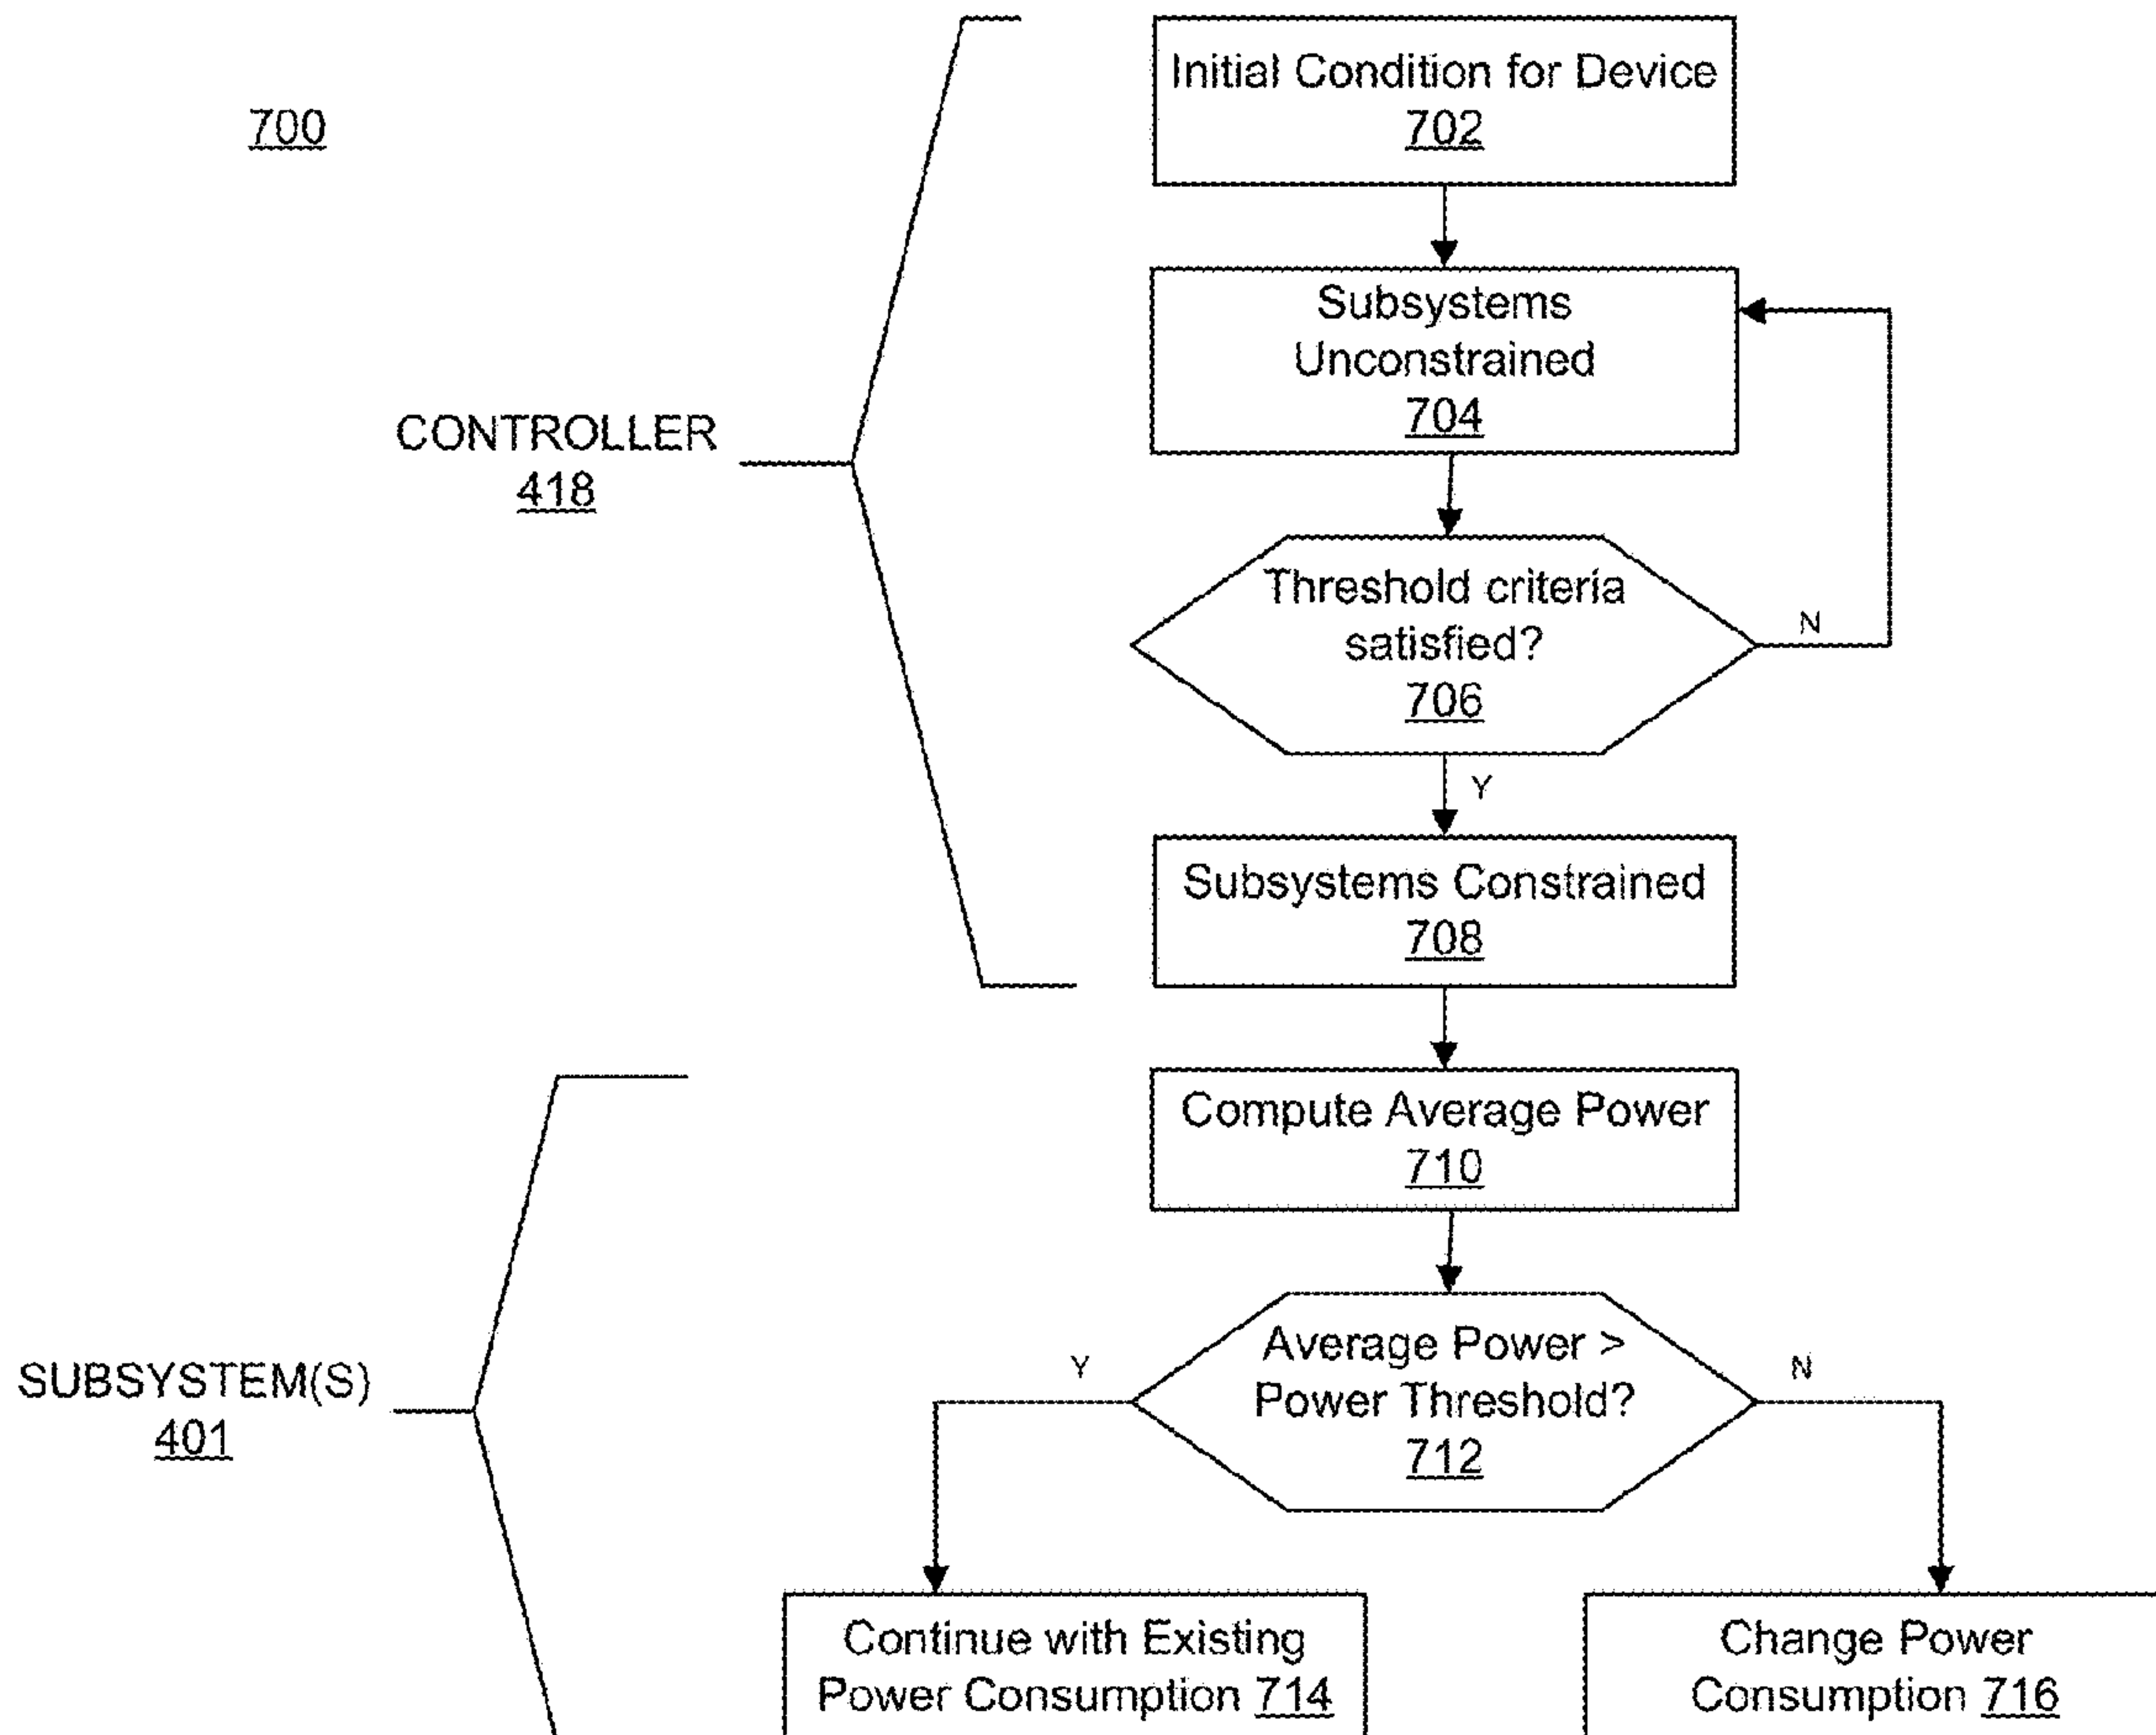 700
Initial Condition for Device
702
Subsystems
Unconstrained
704
CONTROLLER
418
Threshold criteria
satisfied?
706
N
Y
Subsystems Constrained
708
Compute Average Power
710
Average Power >
Power Threshold?
712
Y
N
SUBSYSTEM(S)
401
Continue with Existing
Power Consumption 714
Change Power
Consumption 716